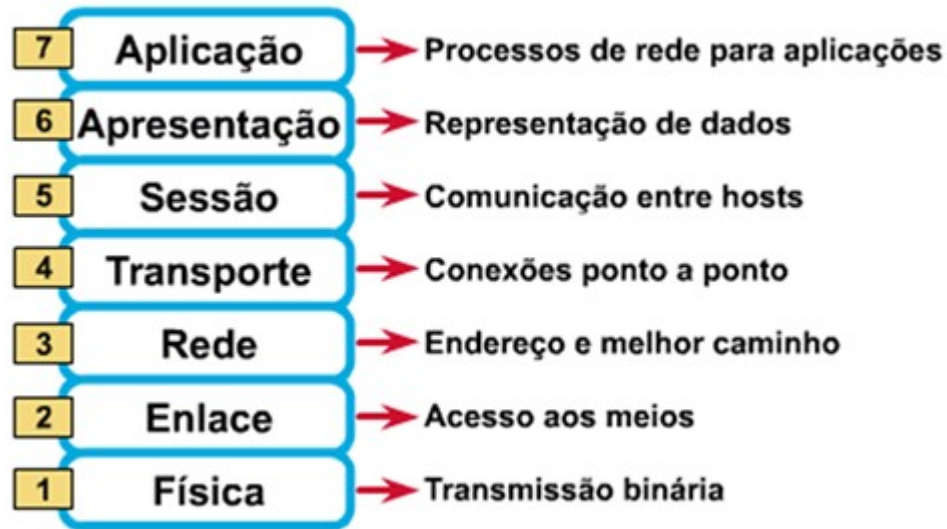 7 Aplicação Processos de rede para aplicações
6 Apresentação Representação de dados
5 Sessão Comunicação entre hosts
4 Transporte Conexões ponto a ponto
3 Rede Endereço e melhor caminho
2 Enlace Acesso aos meios
1 Física Transmissão binária